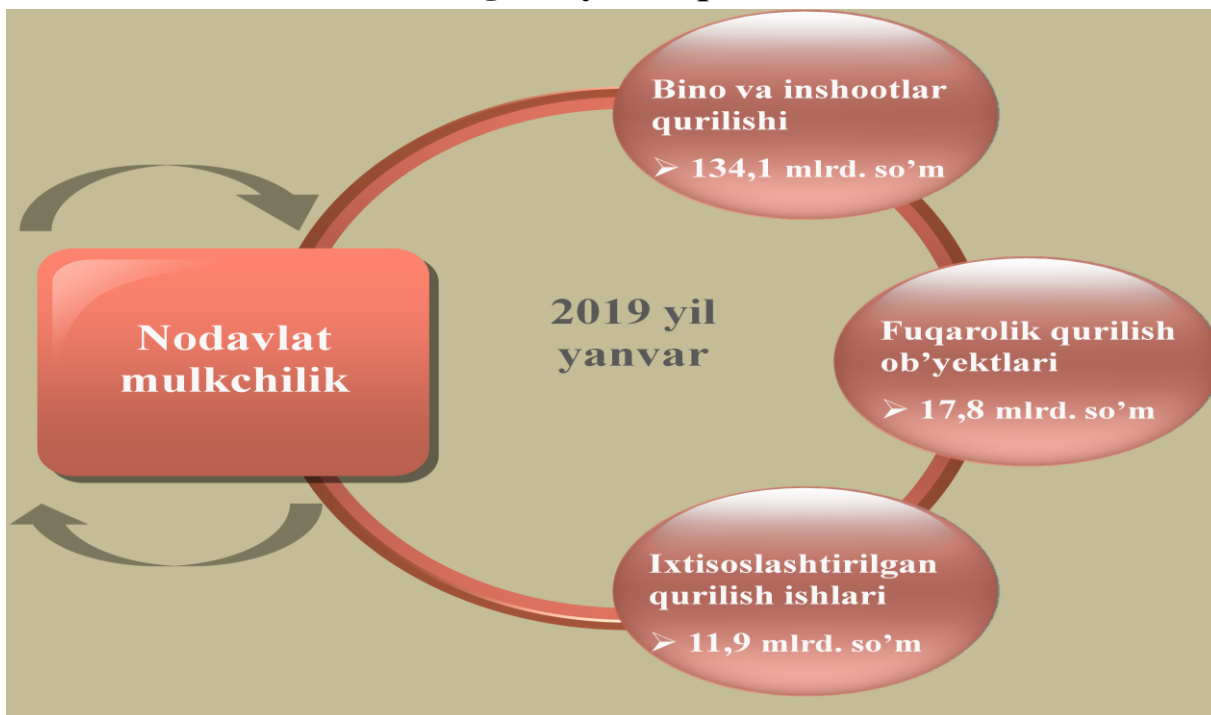 Nodavlat
mulkchilik
2019 yil
yanvar
Bino va inshootlar
qurilishi
➢ 134,1 mlrd. so’m
Fuqarolik qurilish
ob’yektlari
➢ 17,8 mlrd. so’m
Ixtisoslashtirilgan
qurilish ishlari
➢ 11,9 mlrd. so’m